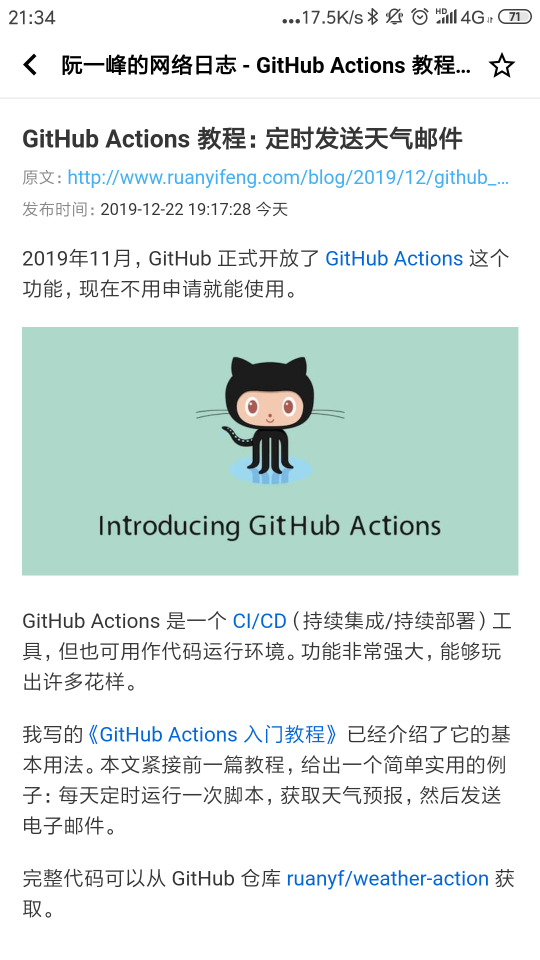 21:34
...17.5K/s HD 4G 71
阮一峰的网络日志 - GitHub Actions 教程...
GitHub Actions 教程：定时发送天气邮件
原文：http://www.ruanyifeng.com/blog/2019/12/github_...
发布时间：2019-12-22 19:17:28 今天
2019年11月，GitHub 正式开放了 GitHub Actions 这个
功能，现在不用申请就能使用。
Introducing GitHub Actions
GitHub Actions 是一个 CI/CD（持续集成/持续部署）工
具，但也可用作代码运行环境。功能非常强大，能够玩
出许多花样。
我写的《GitHub Actions 入门教程》已经介绍了它的基
本用法。本文紧接前一篇教程，给出一个简单实用的例
子：每天定时运行一次脚本，获取天气预报，然后发送
电子邮件。
完整代码可以从 GitHub 仓库 ruanyf/weather-action 获
取。